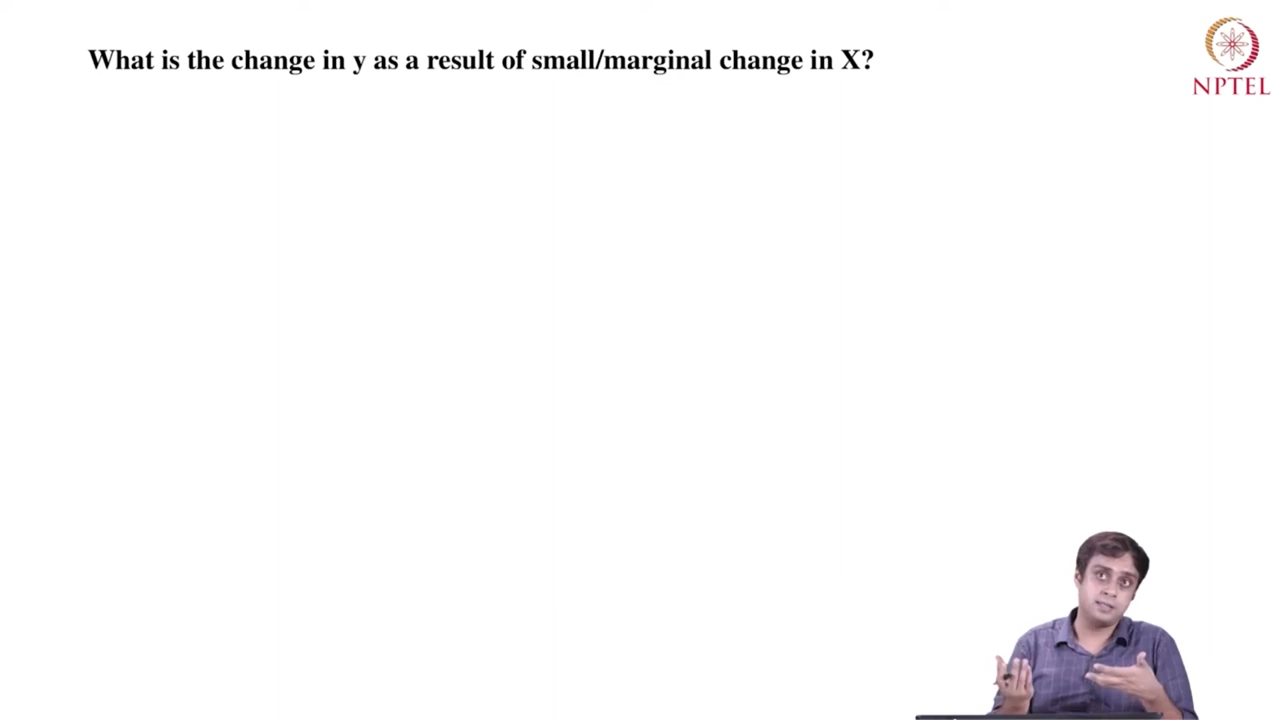 What is the change in y as a result of small/marginal change in X?
NPTEL